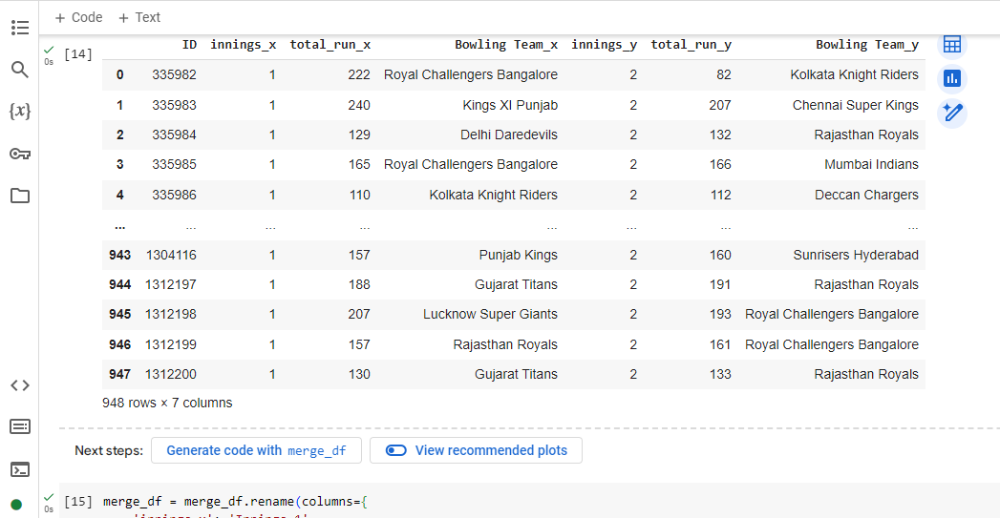 + Code + Text
[14]
0s
ID innings_x total_run_x Bowling Team_x innings_y total_run_y Bowling Team_y
0 335982 1 222 Royal Challengers Bangalore 2 82 Kolkata Knight Riders
1 335983 1 240 Kings XI Punjab 2 207 Chennai Super Kings
2 335984 1 129 Delhi Daredevils 2 132 Rajasthan Royals
3 335985 1 165 Royal Challengers Bangalore 2 166 Mumbai Indians
4 335986 1 110 Kolkata Knight Riders 2 112 Deccan Chargers
... ... ... ... ... ... ... ...
943 1304116 1 157 Punjab Kings 2 160 Sunrisers Hyderabad
944 1312197 1 188 Gujarat Titans 2 191 Rajasthan Royals
945 1312198 1 207 Lucknow Super Giants 2 193 Royal Challengers Bangalore
946 1312199 1 157 Rajasthan Royals 2 161 Royal Challengers Bangalore
947 1312200 1 130 Gujarat Titans 2 133 Rajasthan Royals
948 rows × 7 columns
Next steps: Generate code with merge_df View recommended plots
[15] merge_df = merge_df.rename(columns={
0s